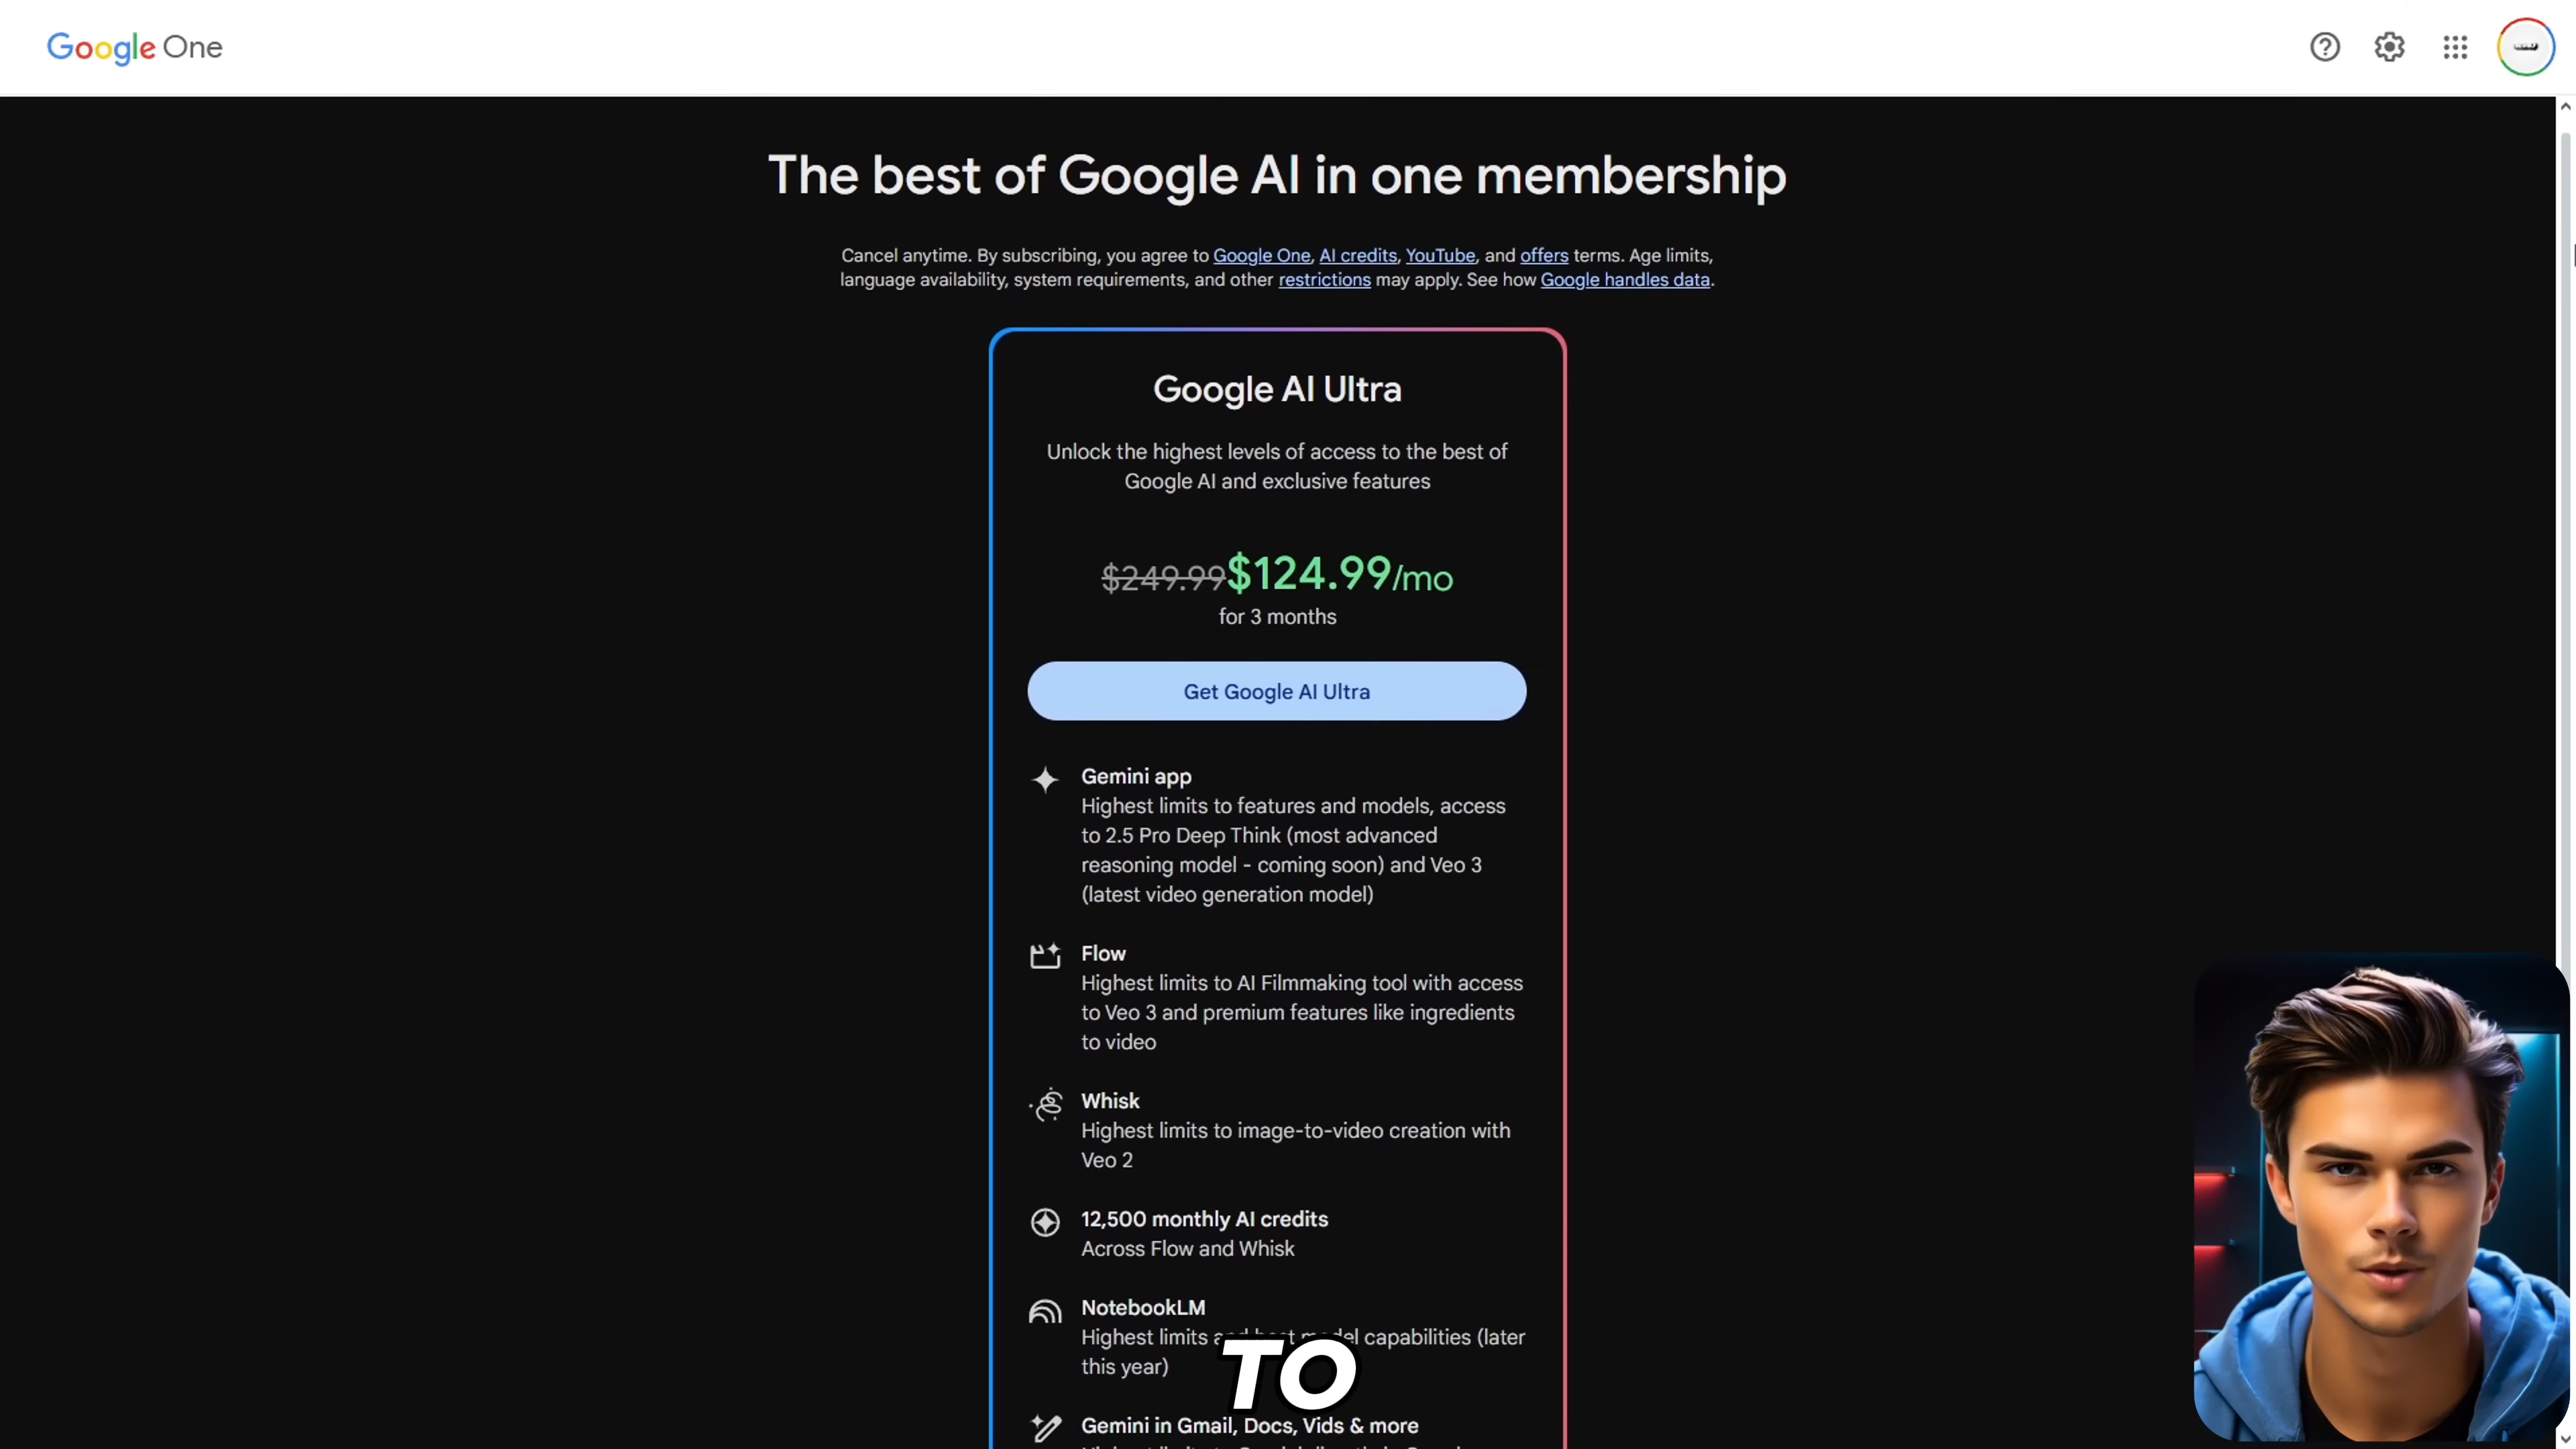 Google One
The best of Google AI in one membership
Cancel anytime. By subscribing, you agree to Google One, AI credits, YouTube, and offers terms. Age limits,
language availability, system requirements, and other restrictions may apply. See how Google handles data.
Google AI Ultra
Unlock the highest levels of access to the best of
Google AI and exclusive features
$249.99 $124.99/mo
for 3 months
Get Google AI Ultra
Gemini app
Highest limits to features and models, access
to 2.5 Pro Deep Think (most advanced
reasoning model - coming soon) and Veo 3
(latest video generation model)
Flow
Highest limits to AI Filmmaking tool with access
to Veo 3 and premium features like ingredients
to video
Whisk
Highest limits to image-to-video creation with
Veo 2
12,500 monthly AI credits
Across Flow and Whisk
NotebookLM
Highest limits and best model capabilities (later
this year)
TO
Gemini in Gmail, Docs, Vids & more